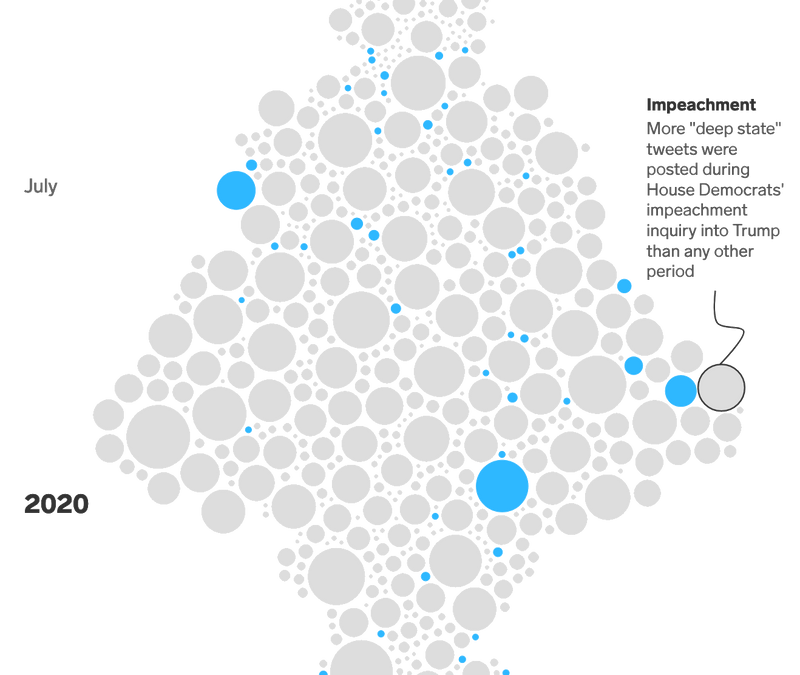 Impeachment
More "deep state"
tweets were
posted during
House Democrats'
impeachment
inquiry into Trump
than any other
period
July
2020